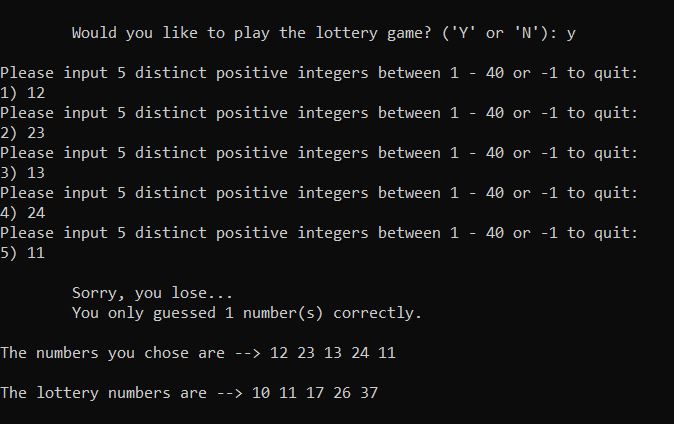 Would you like to play the lottery game? ('Y' or 'N'): y
Please input 5 distinct positive integers between 1 - 40 or -1 to quit:
1) 12
Please input 5 distinct positive integers between 1 - 40 or -1 to quit:
2) 23
Please input 5 distinct positive integers between 1 - 40 or -1 to quit:
3) 13
Please input 5 distinct positive integers between 1 - 40 or -1 to quit:
4) 24
Please input 5 distinct positive integers between 1 - 40 or -1 to quit:
5) 11
Sorry, you lose...
You only guessed 1 number(s) correctly.
The numbers you chose are --> 12 23 13 24 11
The lottery numbers are --> 10 11 17 26 37